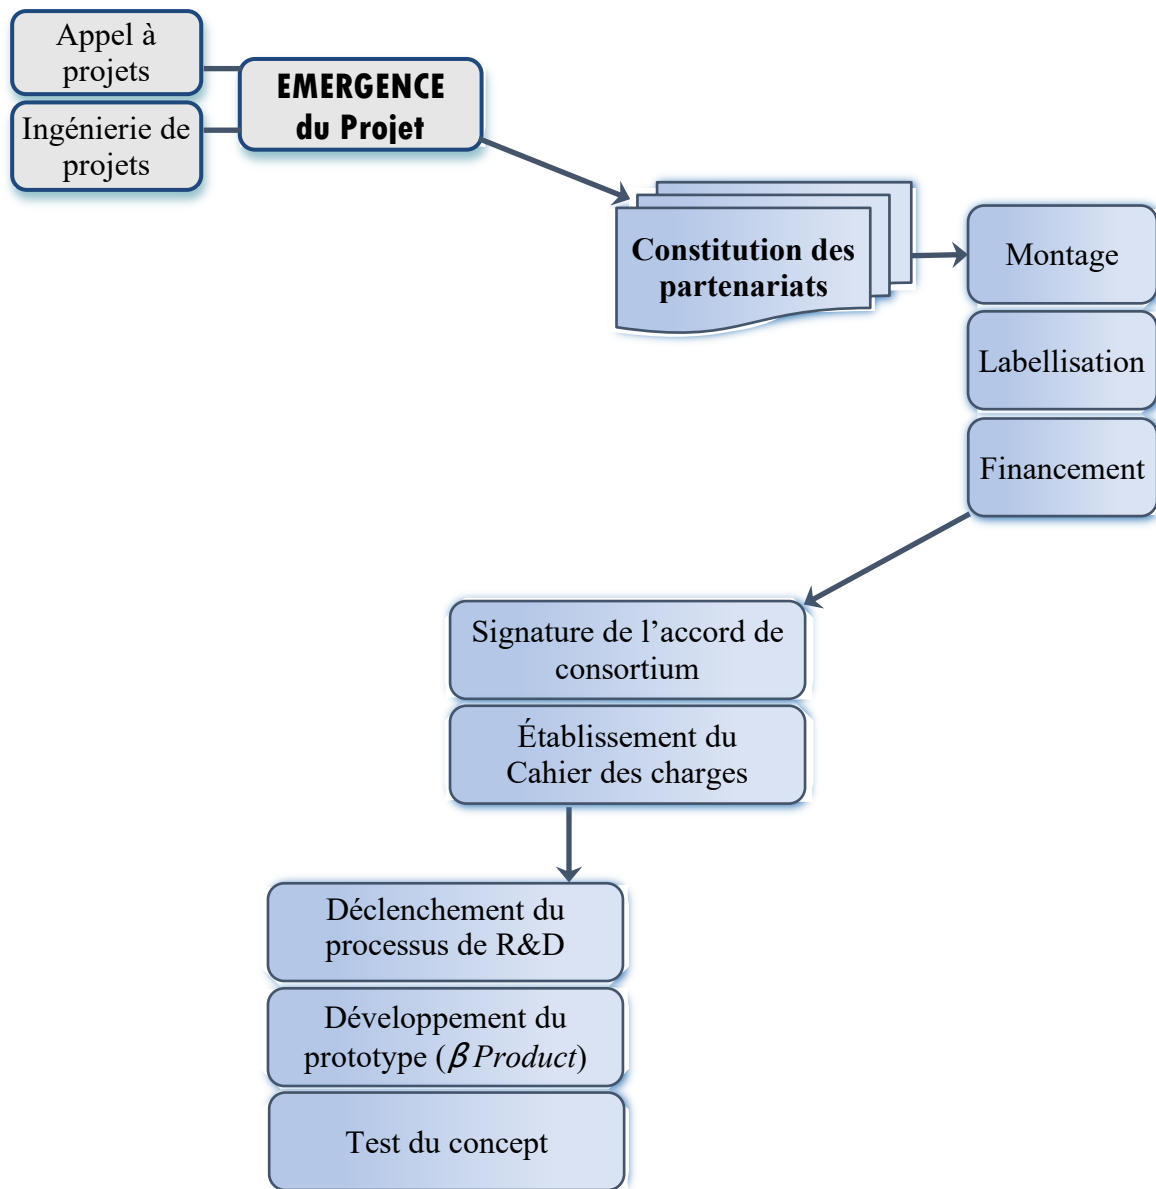 Appel à
projets
Ingénierie de
projets
EMERGENCE
du Projet
Constitution des
partenariats
Montage
Labellisation
Financement
Signature de l’accord de
consortium
Établissement du
Cahier des charges
Déclenchement du
processus de R&D
Développement du
prototype (β Product)
Test du concept